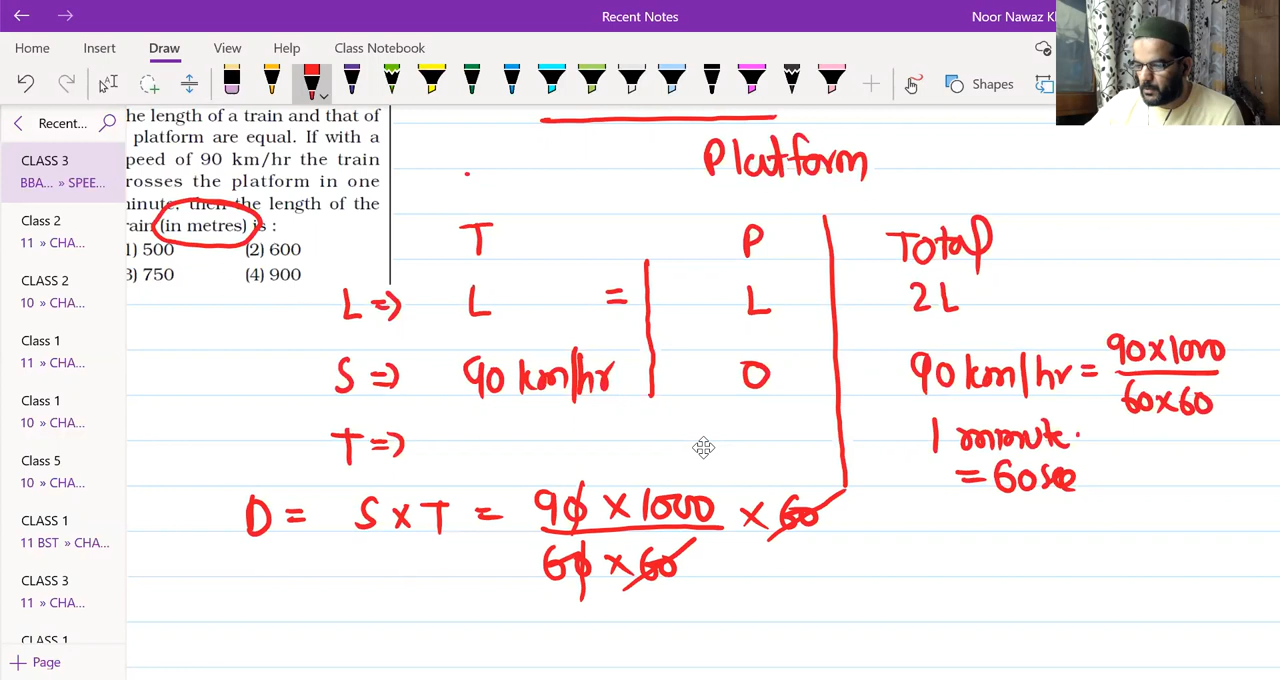 Recent Notes
Noor Nawaz Kh
Home Insert Draw View Help Class Notebook
Shapes
Recent...
CLASS 3
BBA... » SPEE...
Class 2
11 » CHA...
CLASS 2
10 » CHA...
Class 1
11 » CHA...
Class 1
10 » CHA...
Class 5
10 » CHA...
CLASS 1
11 BST » CHA...
CLASS 3
11 » CHA...
CLASS 1
+ Page
he length of a train and that of
platform are equal. If with a
peed of 90 km/hr the train
rosses the platform in one
inute, then the length of the
rain (in metres) is :
1) 500 (2) 600
3) 750 (4) 900
Platform
T P Total
L => L = L 2L
S => 90 km/hr 0 90 km/hr = 90 x 1000
60 x 60
T => 1 minute.
= 60 sec
D = S x T = 90 x 1000 x 60
60 x 60